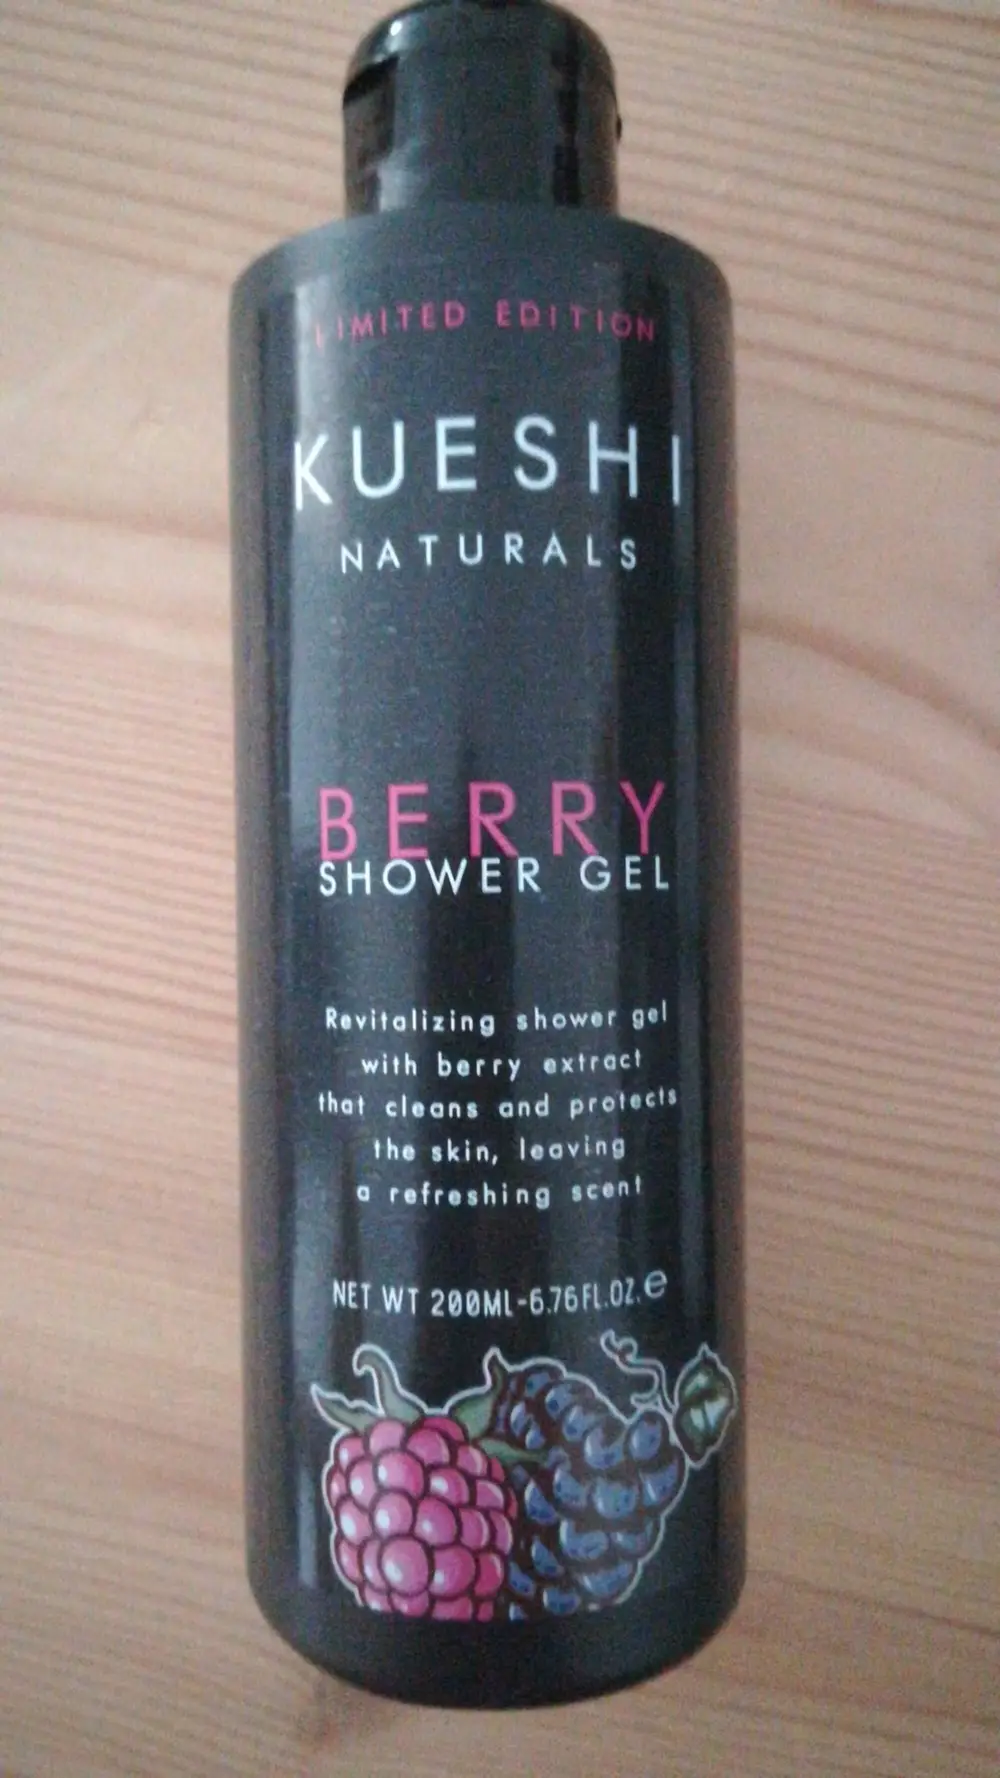 LIMITED EDITION
KUESHI
NATURALS
BERRY
SHOWER GEL
Revitalizing shower gel
with berry extract
that cleans and protects
the skin, leaving
a refreshing scent
NET WT 200ML-6.76FL.OZ.e